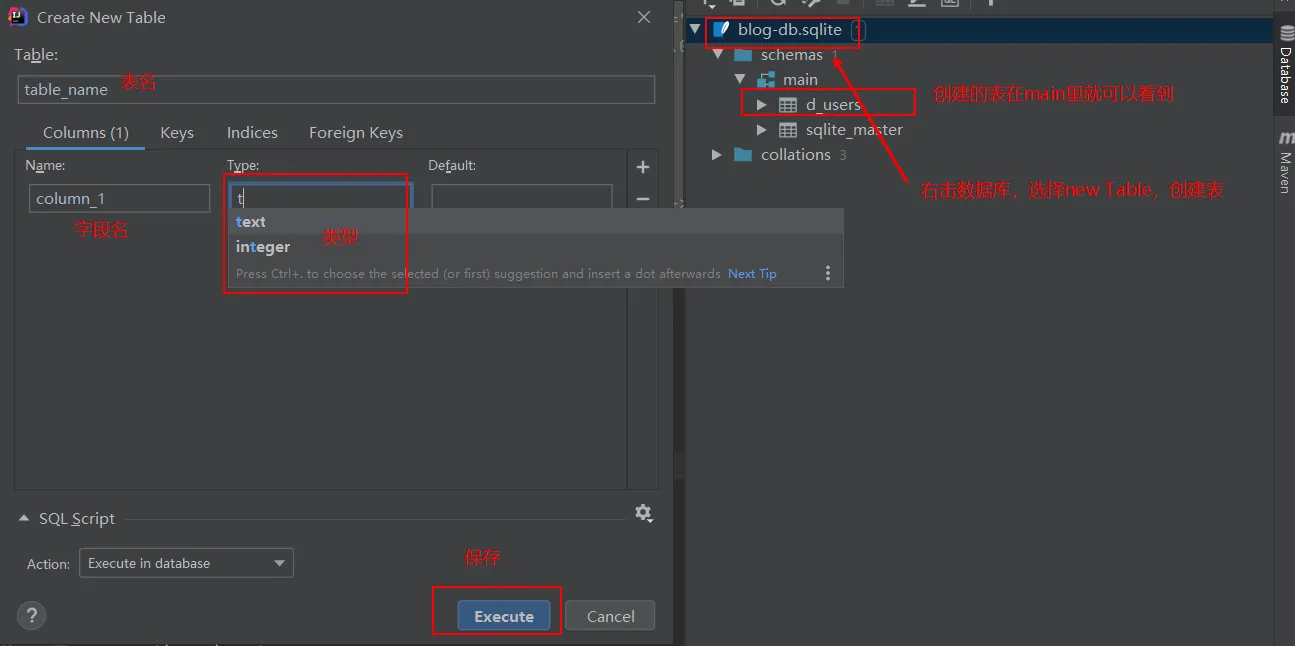 Create New Table
Table:
table_name
表名
Columns (1) Keys Indices Foreign Keys
Name: Type: Default:
column_1
t
字段名
text
类型
integer
Press Ctrl+. to choose the selected (or first) suggestion and insert a dot afterwards Next Tip
SQL Script
Action: Execute in database
保存
?
Execute
Cancel
blog-db.sqlite
schemas 1
main
d_users
创建的表在main里就可以看到
sqlite_master
collations 3
右击数据库，选择new Table，创建表
Database
m
Maven